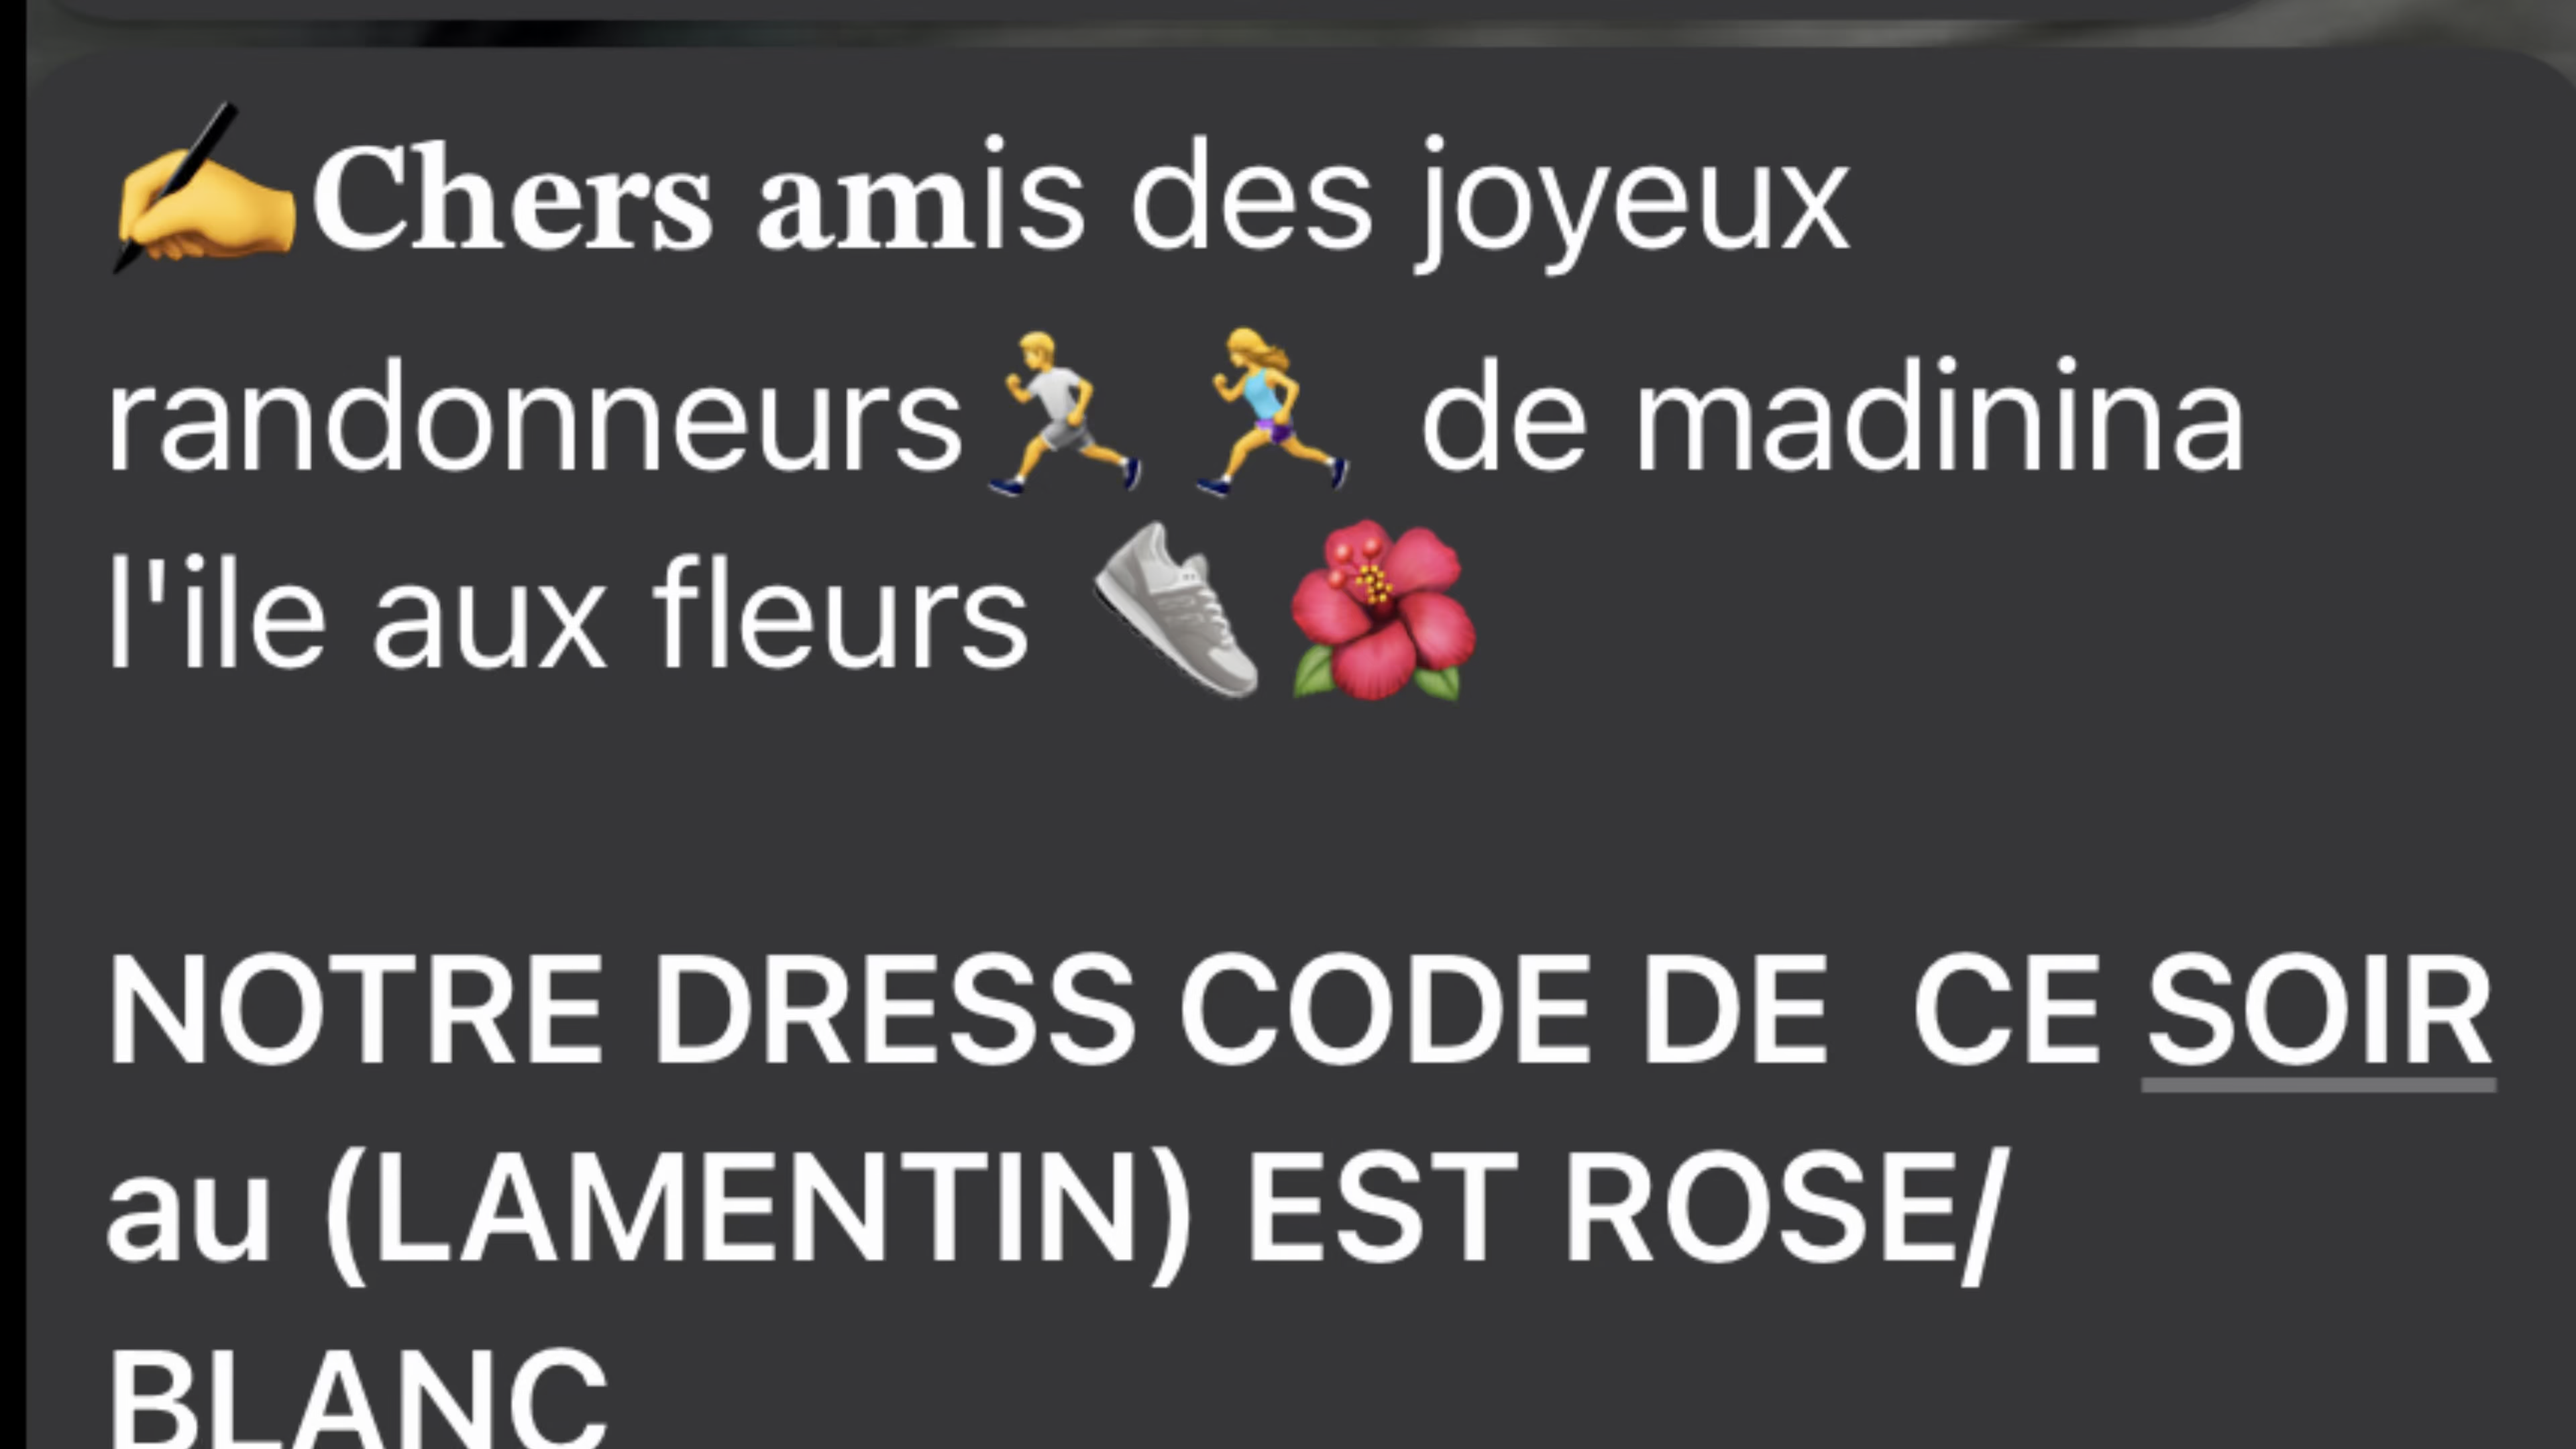 ✍️𝐂𝐡𝐞𝐫𝐬 𝐚𝐦is des joyeux
randonneurs🏃‍♂️🏃‍♀️ de madinina
l'ile aux fleurs 👟🌺
NOTRE DRESS CODE DE  CE SOIR
au (LAMENTIN) EST ROSE/
BLANC